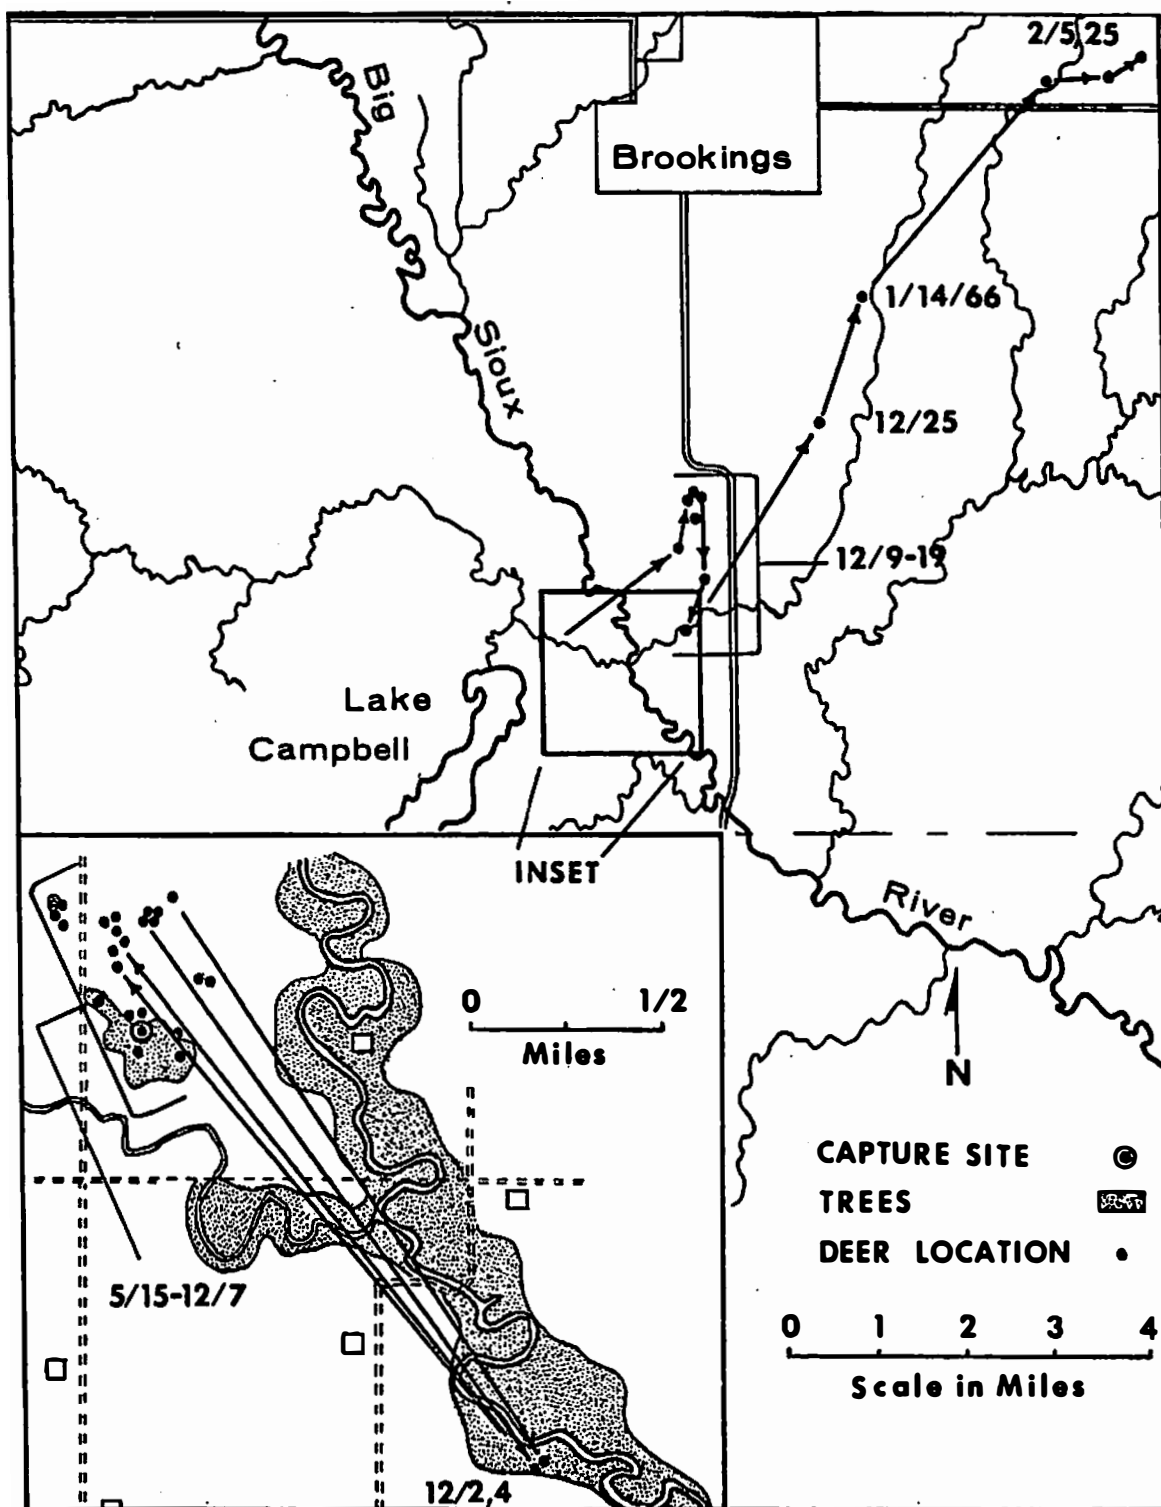 2/5,25
Big
Brookings
1/14/66
Sioux
12/25
12/9-19
Lake
Campbell
INSET
River
0 1/2
Miles
N
CAPTURE SITE
TREES
DEER LOCATION
5/15-12/7
0 1 2 3 4
Scale in Miles
12/2,4